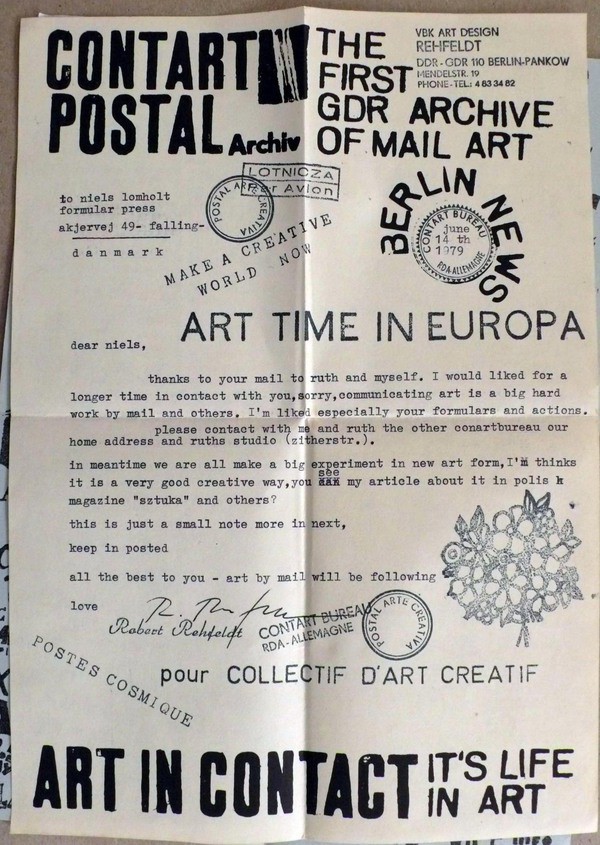 CONTART
POSTAL Archiv
THE
FIRST
GDR ARCHIVE
OF MAIL ART
VBK ART DESIGN
REHFELDT
DDR-GDR 110 BERLIN-PANKOW
MENDELSTR. 19
PHONE-TEL.: 4 83 34 82
LOTNICZA
Par Avion
POSTAL ARTE CREATIVA
to niels lomholt
formular press
akjervej 49- falling-
danmark
MAKE A CREATIVE
WORLD NOW
BERLIN NEWS
CONTART BUREAU
june
14 th
1979
RDA-ALLEMAGNE
ART TIME IN EUROPA
dear niels,
thanks to your mail to ruth and myself. I would liked for a
longer time in contact with you,sorry,communicating art is a big hard
work by mail and others. I'm liked especially your formulars and actions.
please contact with me and ruth the other conartbureau our
home address and ruths studio (zitherstr.).
in meantime we are all make a big experiment in new art form,I'm thinks
see
it is a very good creative way,you my article about it in polis k
magazine "sztuka" and others?
this is just a small note more in next,
keep in posted
all the best to you - art by mail will be following
love
Robert Rehfeldt
CONTART BUREAU
RDA-ALLEMAGNE
POSTAL ARTE CREATIVA
POSTES COSMIQUE
pour COLLECTIF D'ART CREATIF
ART IN CONTACT
IT'S LIFE
IN ART